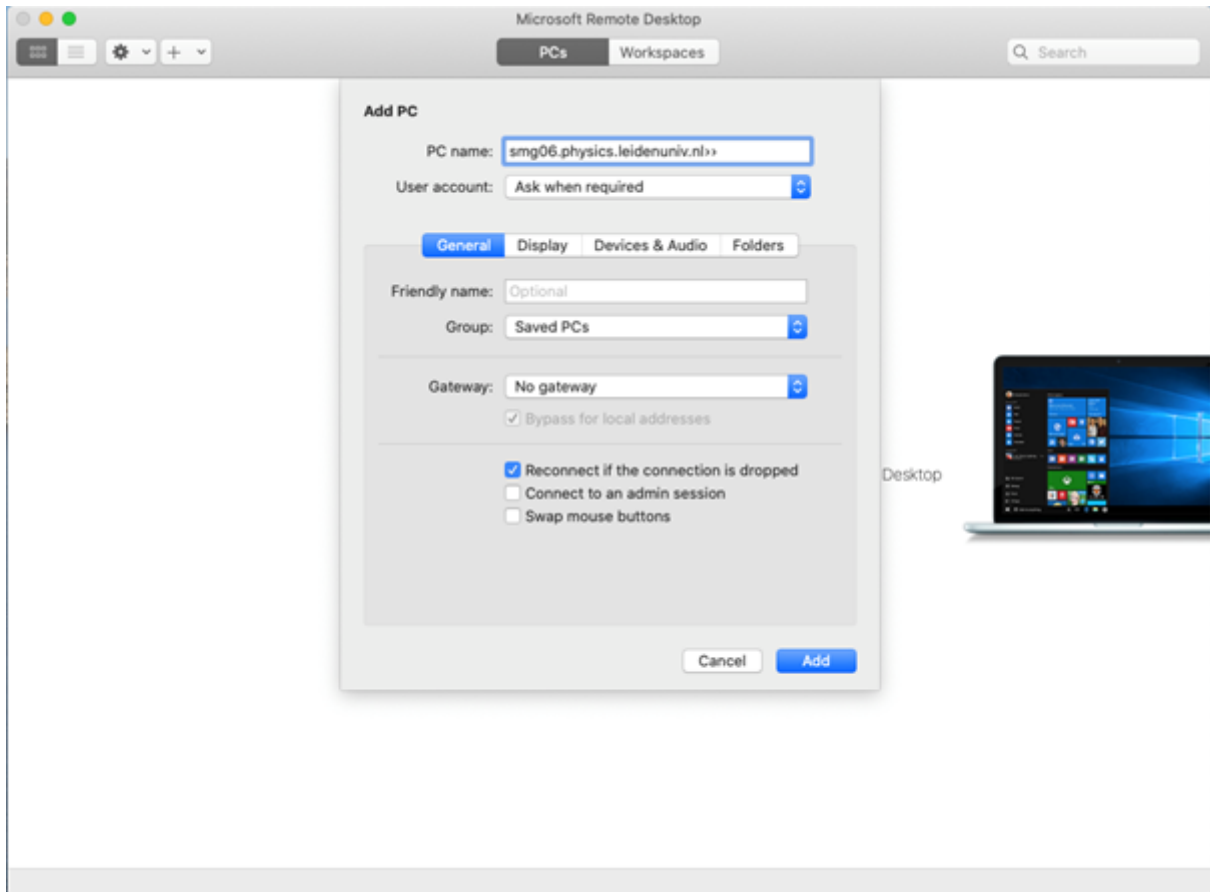 Microsoft Remote Desktop
PCs Workspaces Search
Add PC
PC name: smg06.physics.leidenuniv.nl››
User account: Ask when required
General Display Devices & Audio Folders
Friendly name: Optional
Group: Saved PCs
Gateway: No gateway
Bypass for local addresses
Reconnect if the connection is dropped
Desktop
Connect to an admin session
Swap mouse buttons
Cancel Add